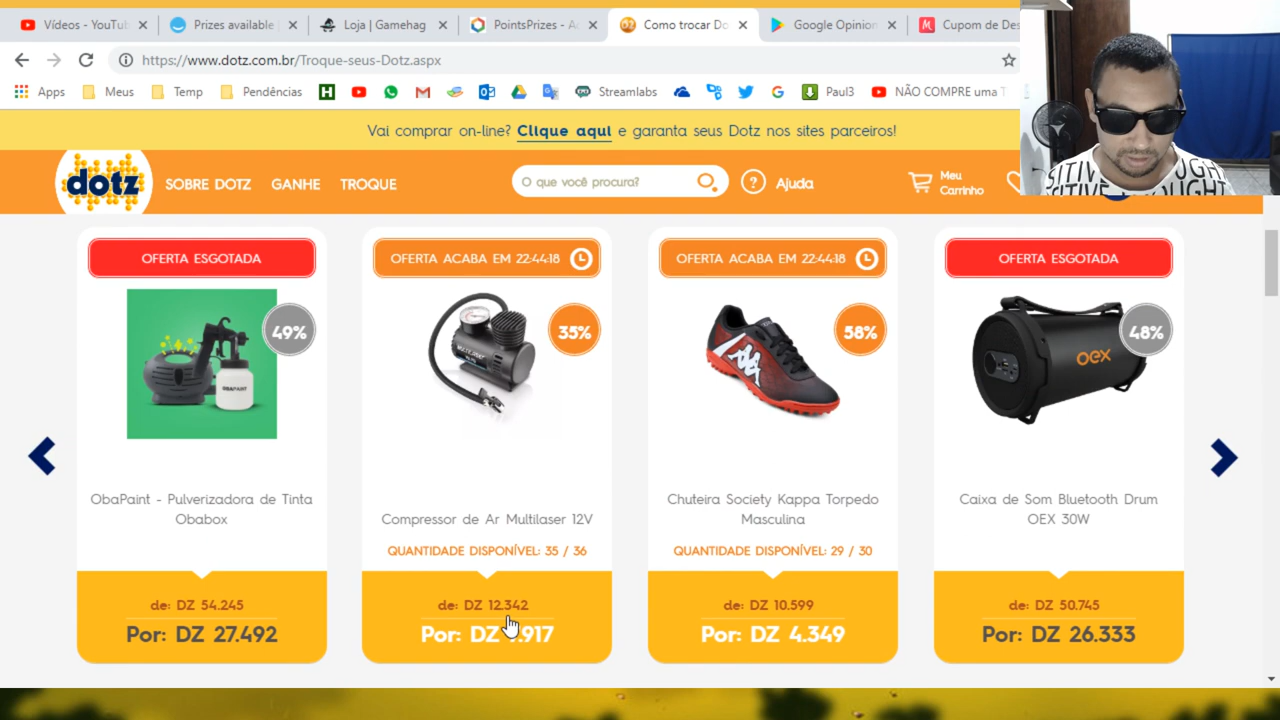 Vídeos - YouTub
Prizes available
Loja | Gamehag
PointsPrizes - Ac
Como trocar Do
Google Opinion
Cupom de Des
https://www.dotz.com.br/Troque-seus-Dotz.aspx
Apps
Meus
Temp
Pendências
Streamlabs
Paul3
NÃO COMPRE uma T
Vai comprar on-line? Clique aqui e garanta seus Dotz nos sites parceiros!
dotz
SOBRE DOTZ
GANHE
TROQUE
O que você procura?
Ajuda
Meu
Carrinho
OFERTA ESGOTADA
49%
OBAPAINT
ObaPaint - Pulverizadora de Tinta
Obabox
de: DZ 54.245
Por: DZ 27.492
OFERTA ACABA EM 22:44:18
35%
Compressor de Ar Multilaser 12V
QUANTIDADE DISPONÍVEL: 35 / 36
de: DZ 12.342
Por: DZ
OFERTA ACABA EM 22:44:18
58%
Chuteira Society Kappa Torpedo
Masculina
QUANTIDADE DISPONÍVEL: 29 / 30
de: DZ 10.599
Por: DZ 4.349
OFERTA ESGOTADA
48%
oex
Caixa de Som Bluetooth Drum
OEX 30W
de: DZ 50.745
Por: DZ 26.333